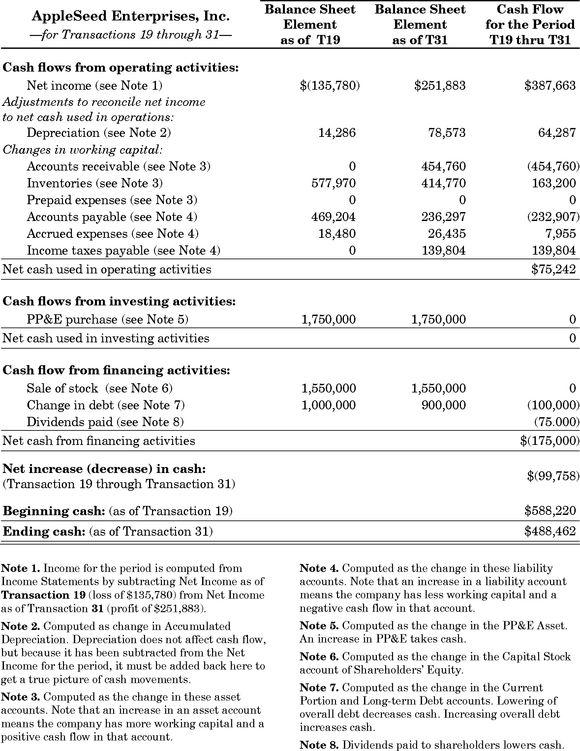 AppleSeed Enterprises, Inc.
—for Transactions 19 through 31—
Balance Sheet Element as of T19
Balance Sheet Element as of T31
Cash Flow for the Period T19 thru T31
Cash flows from operating activities:
Net income (see Note 1) $(135,780) $251,883 $387,663
Adjustments to reconcile net income
to net cash used in operations:
Depreciation (see Note 2) 14,286 78,573 64,287
Changes in working capital:
Accounts receivable (see Note 3) 0 454,760 (454,760)
Inventories (see Note 3) 577,970 414,770 163,200
Prepaid expenses (see Note 3) 0 0 0
Accounts payable (see Note 4) 469,204 236,297 (232,907)
Accrued expenses (see Note 4) 18,480 26,435 7,955
Income taxes payable (see Note 4) 0 139,804 139,804
Net cash used in operating activities $75,242
Cash flows from investing activities:
PP&E purchase (see Note 5) 1,750,000 1,750,000 0
Net cash used in investing activities 0
Cash flow from financing activities:
Sale of stock (see Note 6) 1,550,000 1,550,000 0
Change in debt (see Note 7) 1,000,000 900,000 (100,000)
Dividends paid (see Note 8) (75.000)
Net cash from financing activities $(175,000)
Net increase (decrease) in cash:
(Transaction 19 through Transaction 31) $(99,758)
Beginning cash: (as of Transaction 19) $588,220
Ending cash: (as of Transaction 31) $488,462
Note 1. Income for the period is computed from
Income Statements by subtracting Net Income as of
Transaction 19 (loss of $135,780) from Net Income
as of Transaction 31 (profit of $251,883).
Note 2. Computed as change in Accumulated
Depreciation. Depreciation does not affect cash flow,
but because it has been subtracted from the Net
Income for the period, it must be added back here to
get a true picture of cash movements.
Note 3. Computed as the change in these asset
accounts. Note that an increase in an asset account
means the company has more working capital and a
positive cash flow in that account.
Note 4. Computed as the change in these liability
accounts. Note that an increase in a liability account
means the company has less working capital and a
negative cash flow in that account.
Note 5. Computed as the change in the PP&E Asset.
An increase in PP&E takes cash.
Note 6. Computed as the change in the Capital Stock
account of Shareholders' Equity.
Note 7. Computed as the change in the Current
Portion and Long-term Debt accounts. Lowering of
overall debt decreases cash. Increasing overall debt
increases cash.
Note 8. Dividends paid to shareholders lowers cash.